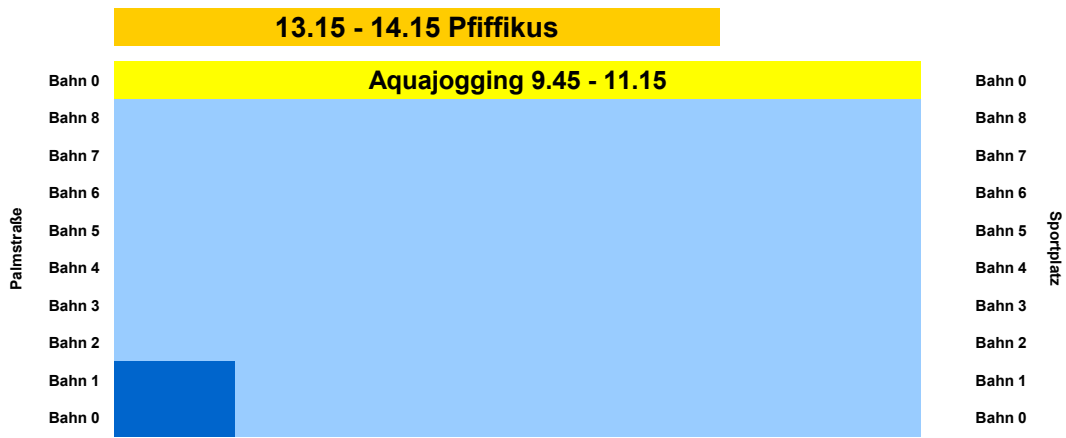 13.15 - 14.15 Pfiffikus
Bahn 0 Aquajogging 9.45 - 11.15 Bahn 0
Bahn 8 Bahn 8
Bahn 7 Bahn 7
Bahn 6 Bahn 6
Bahn 5 Bahn 5
Bahn 4 Bahn 4
Bahn 3 Bahn 3
Bahn 2 Bahn 2
Bahn 1 Bahn 1
Bahn 0 Bahn 0
Palmstraße
Sportplatz